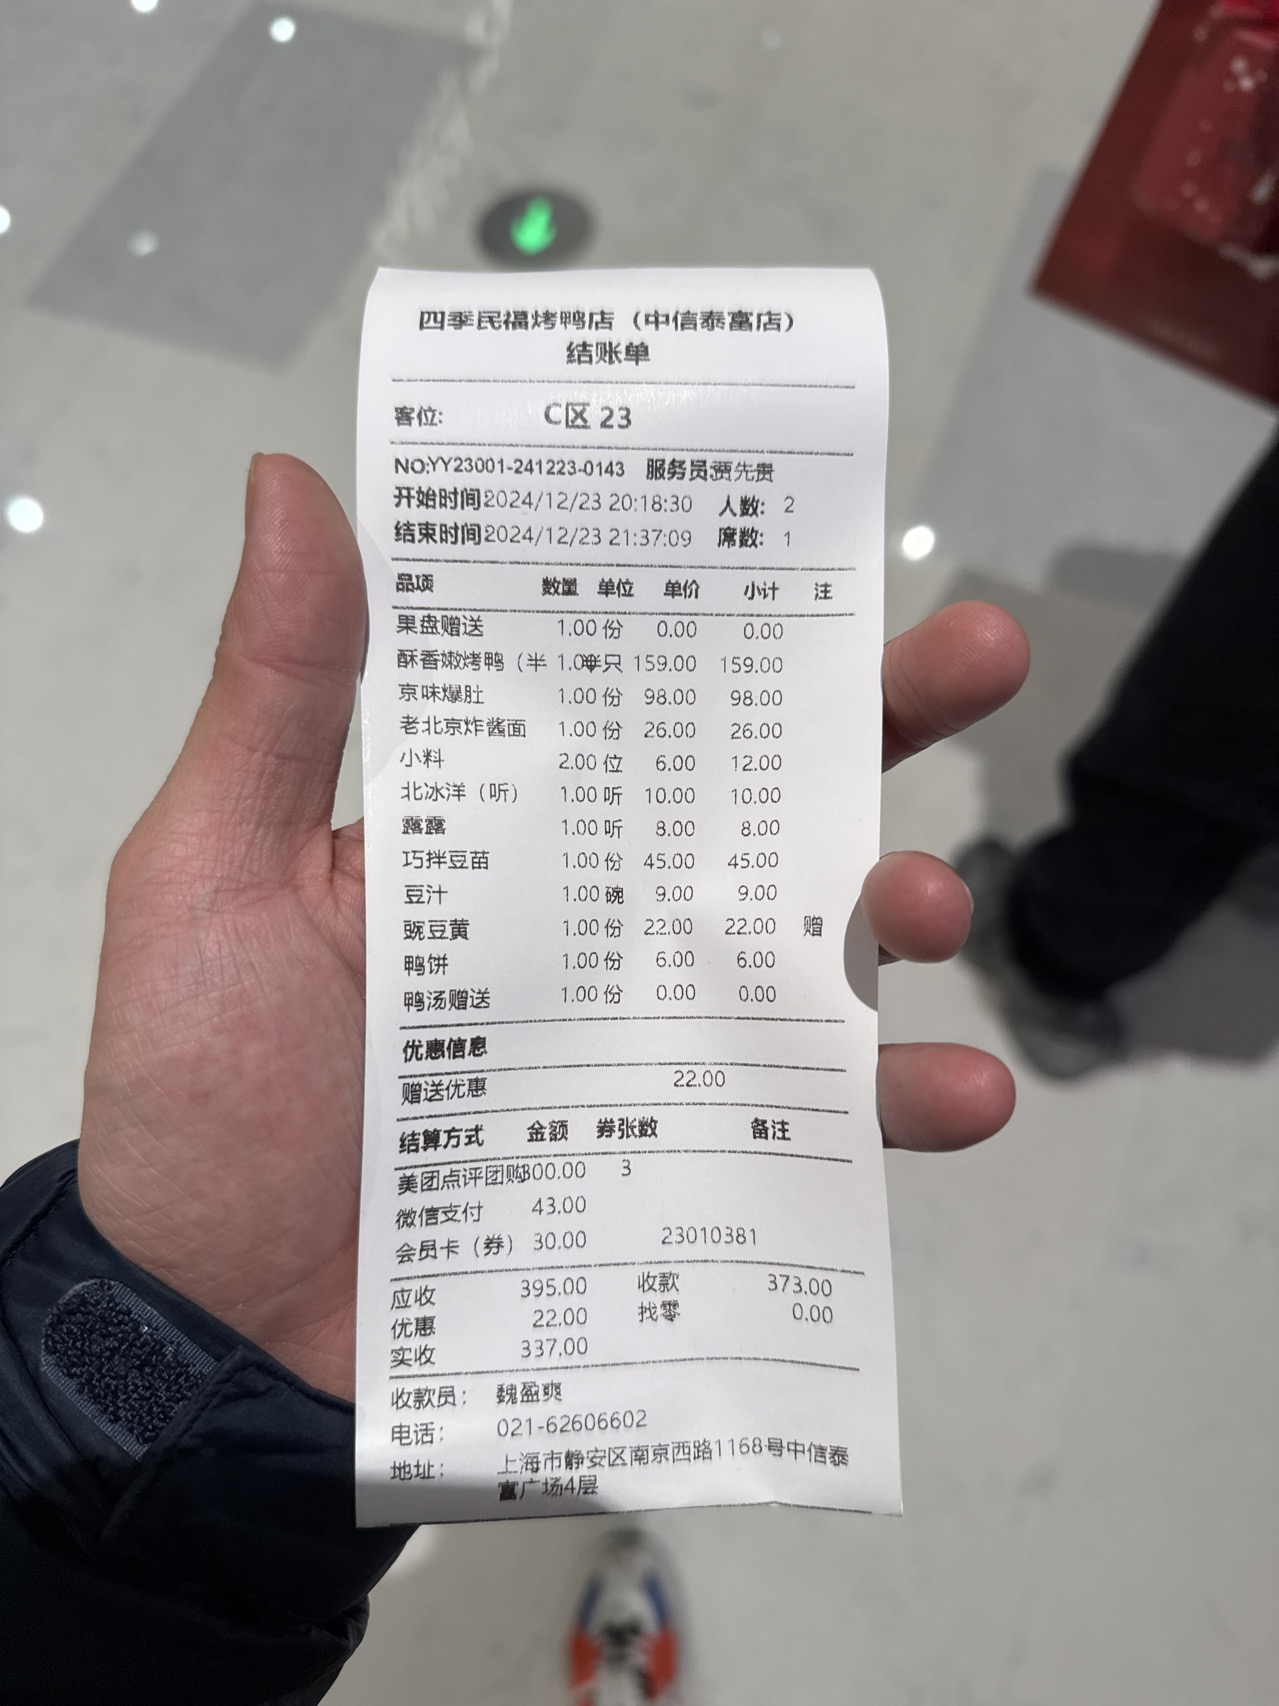 四季民福烤鸭店（中信泰富店）
结账单
客位: C区 23
NO:YY23001-241223-0143 服务员:贾先贵
开始时间2024/12/23 20:18:30 人数: 2
结束时间2024/12/23 21:37:09 席数: 1
品项 数量 单位 单价 小计 注
果盘赠送 1.00 份 0.00 0.00
酥香嫩烤鸭（半 1.00半只 159.00 159.00
京味爆肚 1.00 份 98.00 98.00
老北京炸酱面 1.00 份 26.00 26.00
小料 2.00 位 6.00 12.00
北冰洋（听） 1.00 听 10.00 10.00
露露 1.00 听 8.00 8.00
巧拌豆苗 1.00 份 45.00 45.00
豆汁 1.00 碗 9.00 9.00
豌豆黄 1.00 份 22.00 22.00 赠
鸭饼 1.00 份 6.00 6.00
鸭汤赠送 1.00 份 0.00 0.00
优惠信息
赠送优惠 22.00
结算方式 金额 券张数 备注
美团点评团购300.00 3
微信支付 43.00
会员卡（券） 30.00 23010381
应收 395.00 收款 373.00
优惠 22.00 找零 0.00
实收 337.00
收款员： 魏盈爽
电话： 021-62606602
地址： 上海市静安区南京西路1168号中信泰
富广场4层